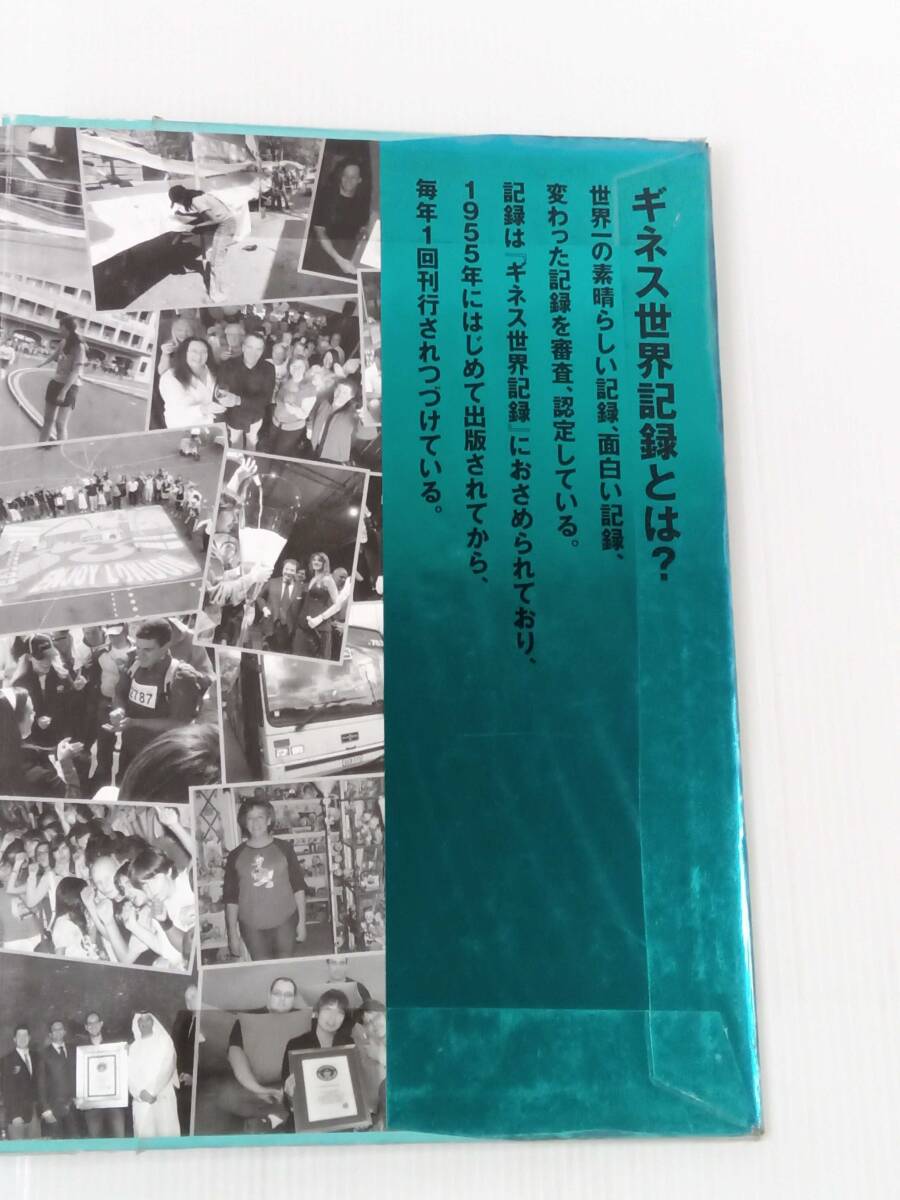 ギネス世界記録とは？
世界一の素晴らしい記録、面白い記録、
変わった記録を審査、認定している。
記録は『ギネス世界記録』におさめられており、
1955年にはじめて出版されてから、
毎年1回刊行されつづけている。
ENJOY LONDON
2787